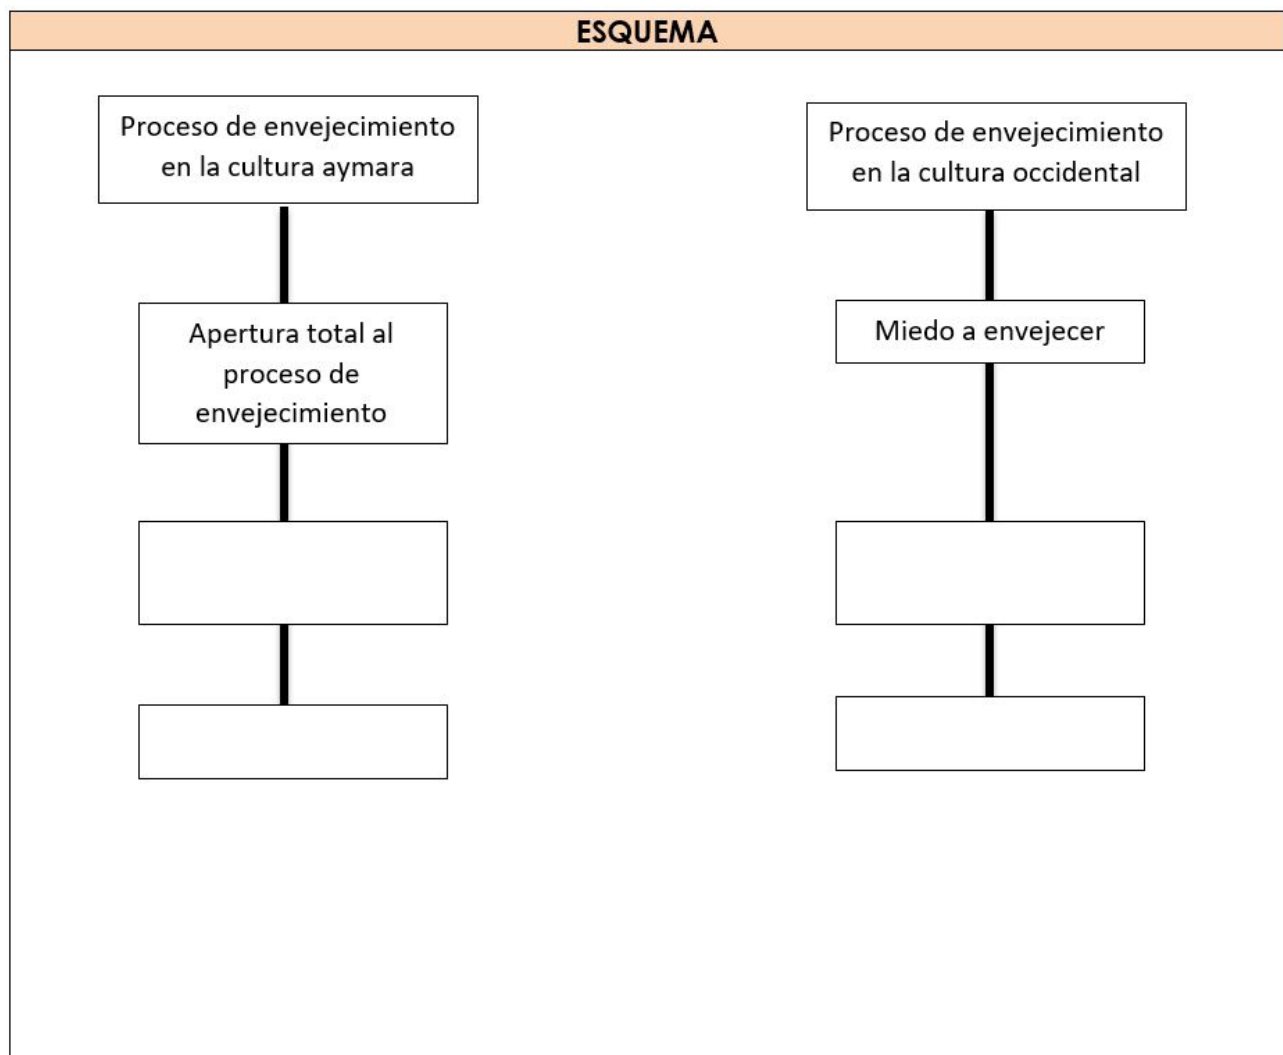 ESQUEMA
Proceso de envejecimiento
en la cultura aymara
Proceso de envejecimiento
en la cultura occidental
Apertura total al
proceso de
envejecimiento
Miedo a envejecer